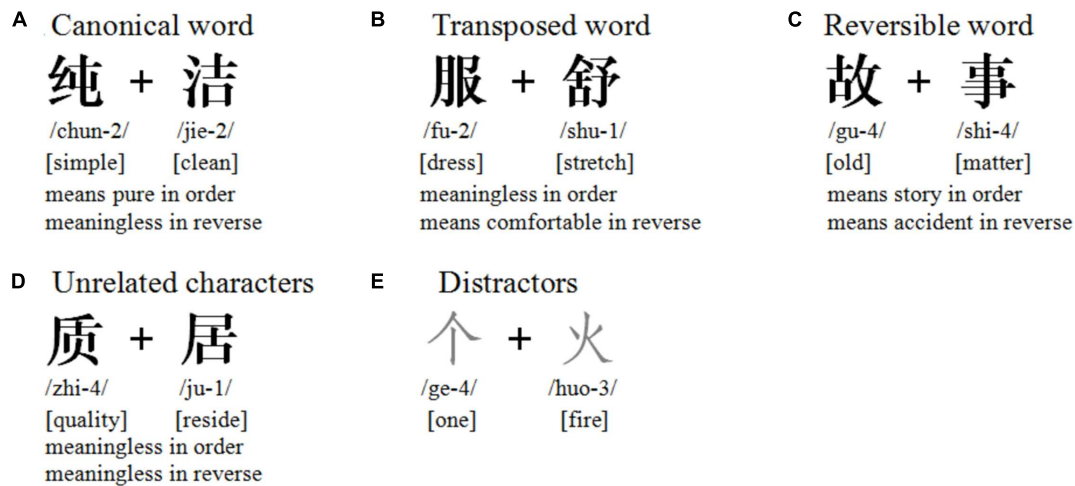 A Canonical word
纯 + 洁
/chun-2/ /jie-2/
[simple] [clean]
means pure in order
meaningless in reverse
B Transposed word
服 + 舒
/fu-2/ /shu-1/
[dress] [stretch]
meaningless in order
means comfortable in reverse
C Reversible word
故 + 事
/gu-4/ /shi-4/
[old] [matter]
means story in order
means accident in reverse
D Unrelated characters
质 + 居
/zhi-4/ /ju-1/
[quality] [reside]
meaningless in order
meaningless in reverse
E Distractors
个 + 火
/ge-4/ /huo-3/
[one] [fire]